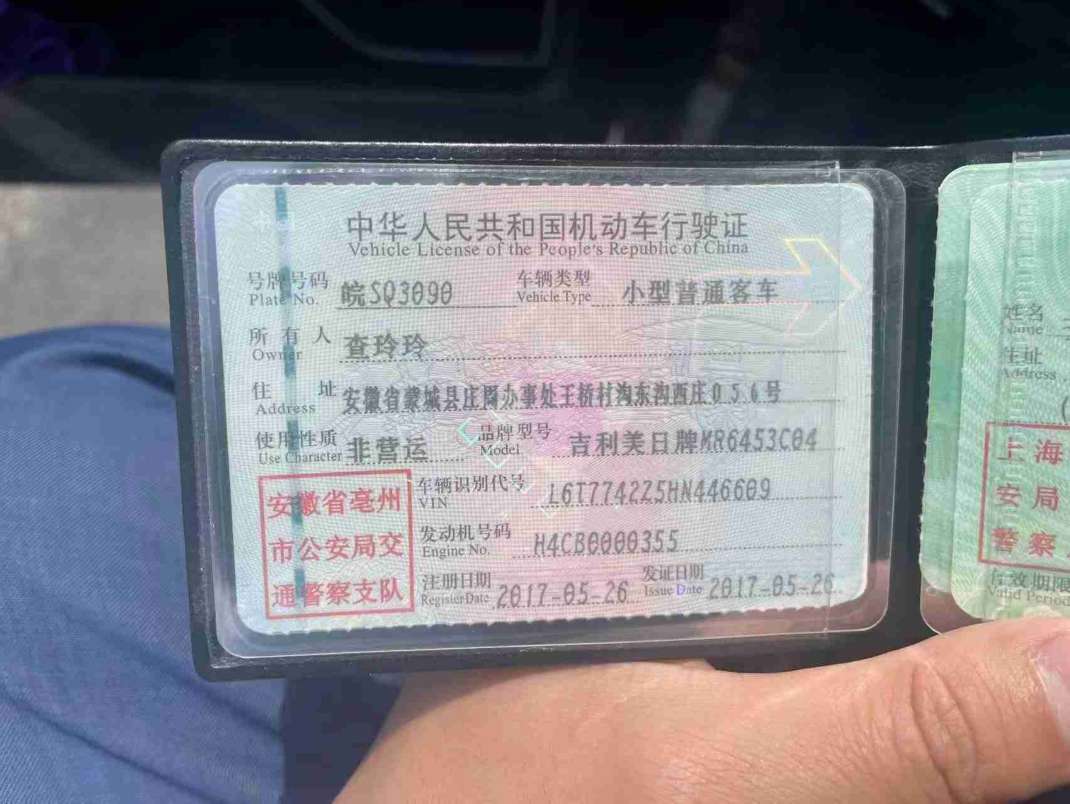 中华人民共和国机动车行驶证
Vehicle License of the People's Republic of China
号牌号码 皖SQ3090 车辆类型 小型普通客车
Plate No. Vehicle Type
所有人 查玲玲
Owner
住址 安徽省蒙城县庄周办事处王桥村沟东沟西庄056号
Address
使用性质 非营运 品牌型号 吉利美日牌MR6453C04
Use Character Model
安徽省亳州
市公安局交
通警察支队
车辆识别代号 L6T7742Z5HN446609
VIN
发动机号码 H4CB0000355
Engine No.
注册日期 2017-05-26 发证日期 2017-05-26
Register Date Issue Date
姓名
Name
住址
Address
上海
安局
警察
有效期限
Valid Period